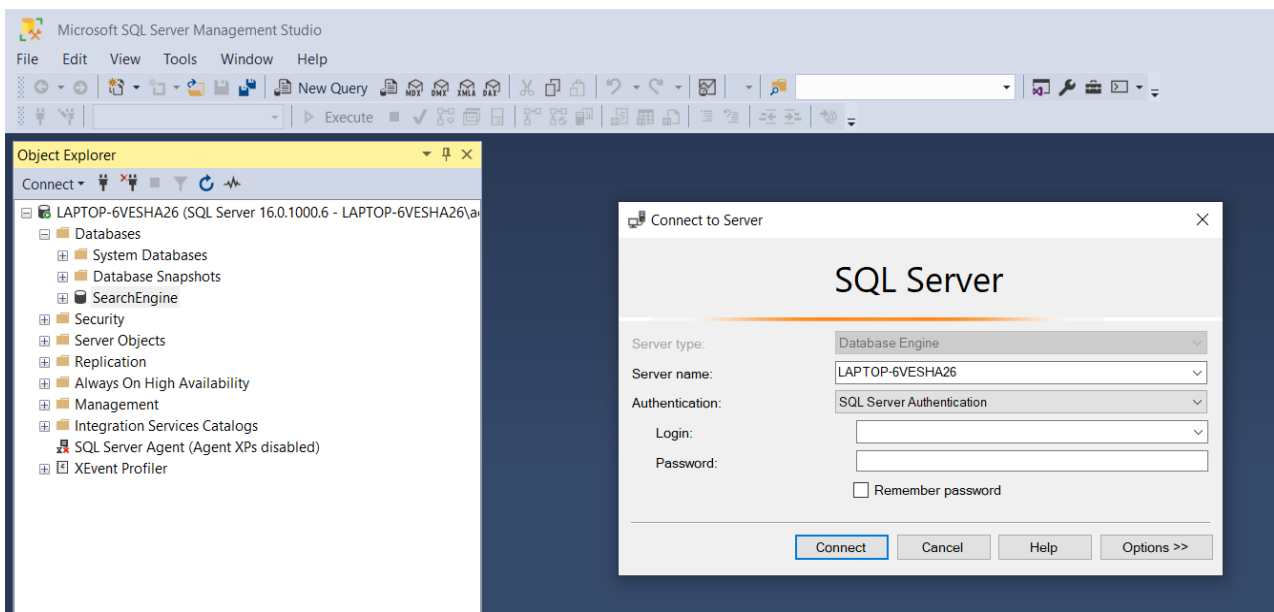 Microsoft SQL Server Management Studio
File Edit View Tools Window Help
New Query MDX DMX XMLA DAX
Execute
Object Explorer
Connect
LAPTOP-6VESHA26 (SQL Server 16.0.1000.6 - LAPTOP-6VESHA26\a
Databases
System Databases
Database Snapshots
SearchEngine
Security
Server Objects
Replication
Always On High Availability
Management
Integration Services Catalogs
SQL Server Agent (Agent XPs disabled)
XEvent Profiler
Connect to Server
SQL Server
Server type: Database Engine
Server name: LAPTOP-6VESHA26
Authentication: SQL Server Authentication
Login:
Password:
Remember password
Connect Cancel Help Options >>